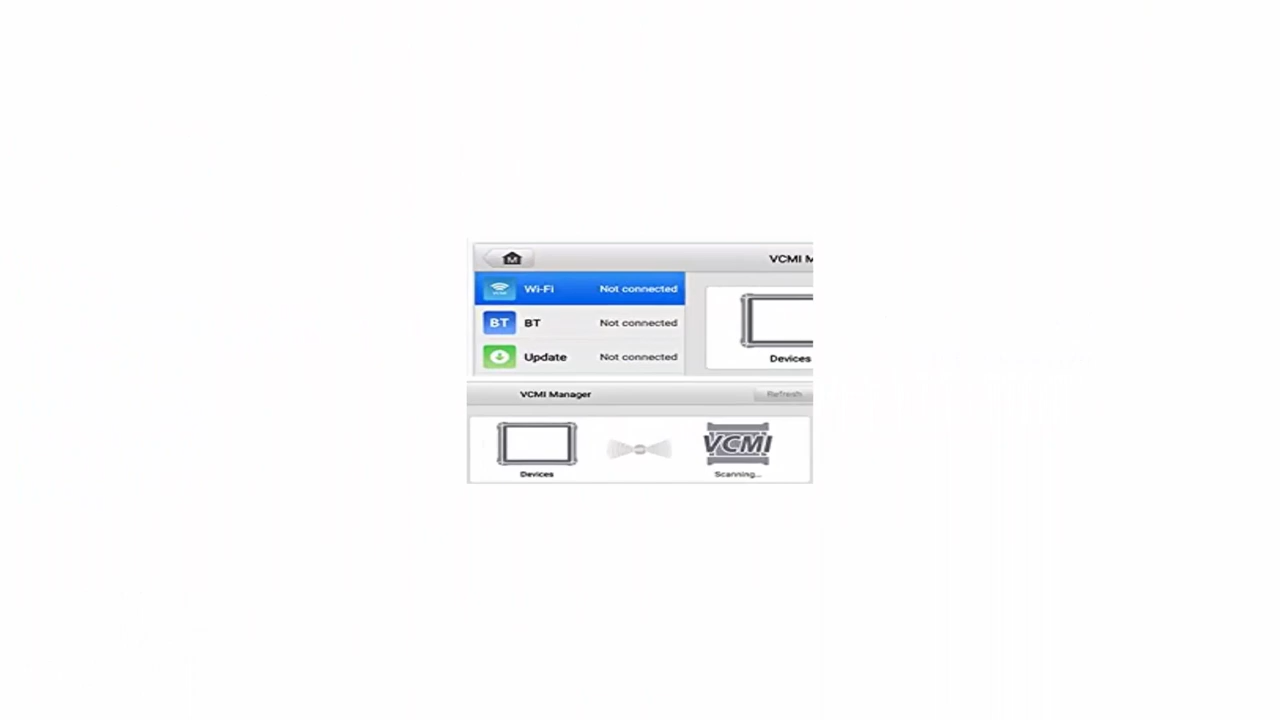 VCMI M
Wi-Fi Not connected
BT BT Not connected
Update Not connected
Devices
VCMI Manager Refresh
VCMI
Devices Scanning...